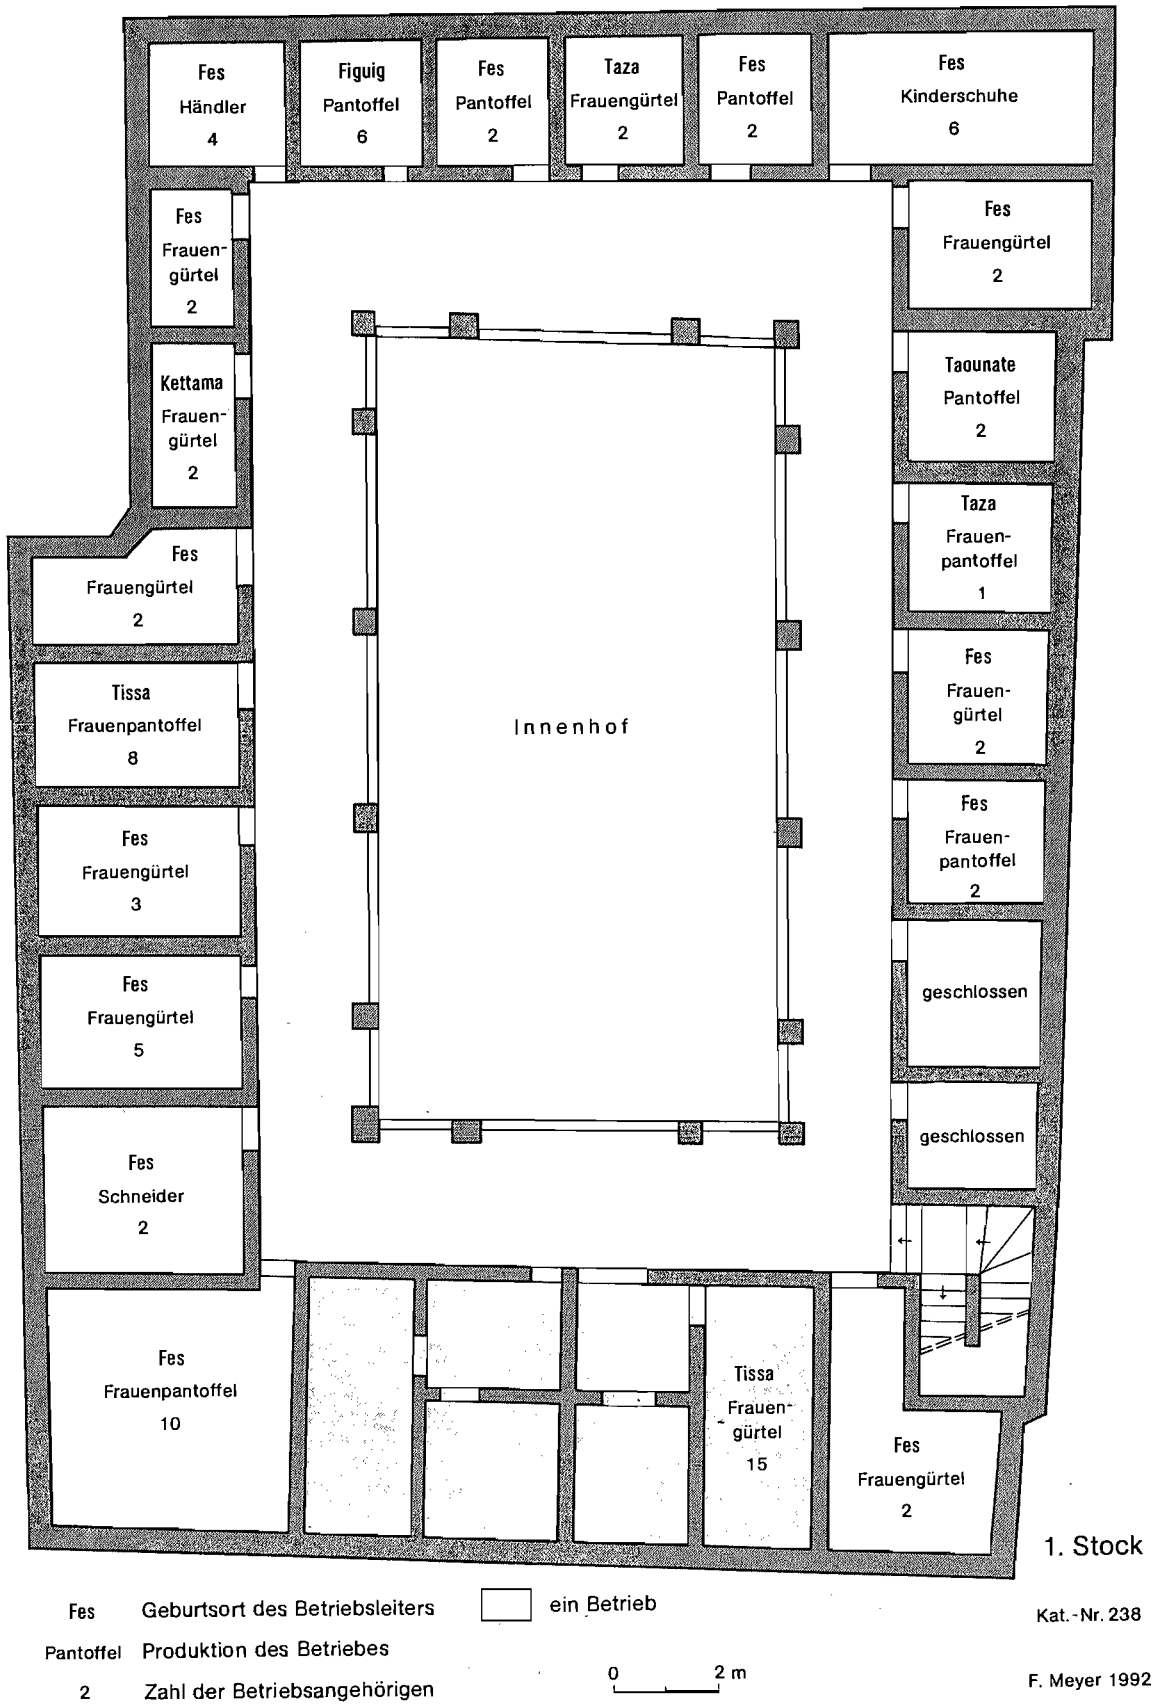 Fes
Händler
4
Figuig
Pantoffel
6
Fes
Pantoffel
2
Taza
Frauengürtel
2
Fes
Pantoffel
2
Fes
Kinderschuhe
6
Fes
Frauen-
gürtel
2
Fes
Frauengürtel
2
Kettama
Frauen-
gürtel
2
Taounate
Pantoffel
2
Fes
Frauengürtel
2
Taza
Frauen-
pantoffel
1
Tissa
Frauenpantoffel
8
Innenhof
Fes
Frauen-
gürtel
2
Fes
Frauengürtel
3
Fes
Frauen-
pantoffel
2
Fes
Frauengürtel
5
geschlossen
Fes
Schneider
2
geschlossen
Fes
Frauenpantoffel
10
Tissa
Frauen-
gürtel
15
Fes
Frauengürtel
2
1. Stock
Fes Geburtsort des Betriebsleiters ein Betrieb
Kat.-Nr. 238
Pantoffel Produktion des Betriebes
2 Zahl der Betriebsangehörigen
0 2 m
F. Meyer 1992